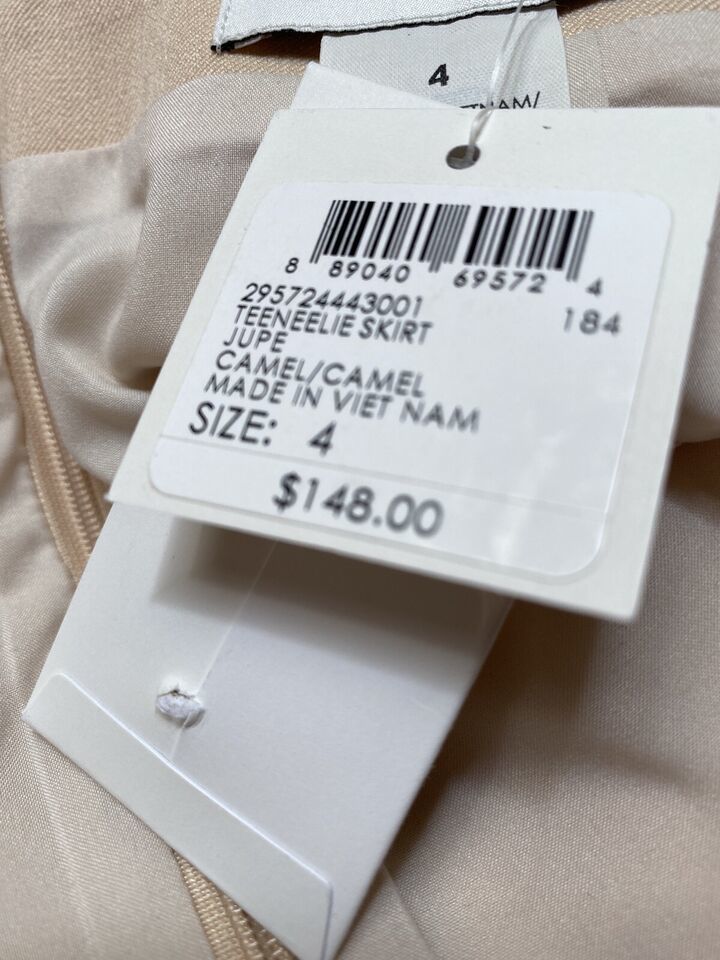 4
TNAM/
8 89040 69572 4
295724443001 184
TEENEELIE SKIRT
JUPE
CAMEL/CAMEL
MADE IN VIET NAM
SIZE: 4
$148.00